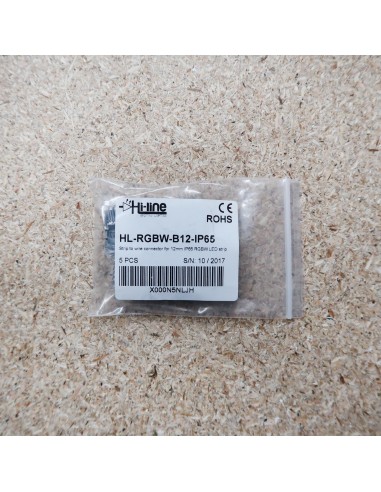 Hi-line
CE
ROHS
HL-RGBW-B12-IP65
Strip to wire connector for 12mm IP65 RGBW LED strip
5 PCS S/N: 10 / 2017
X000N5NLJH